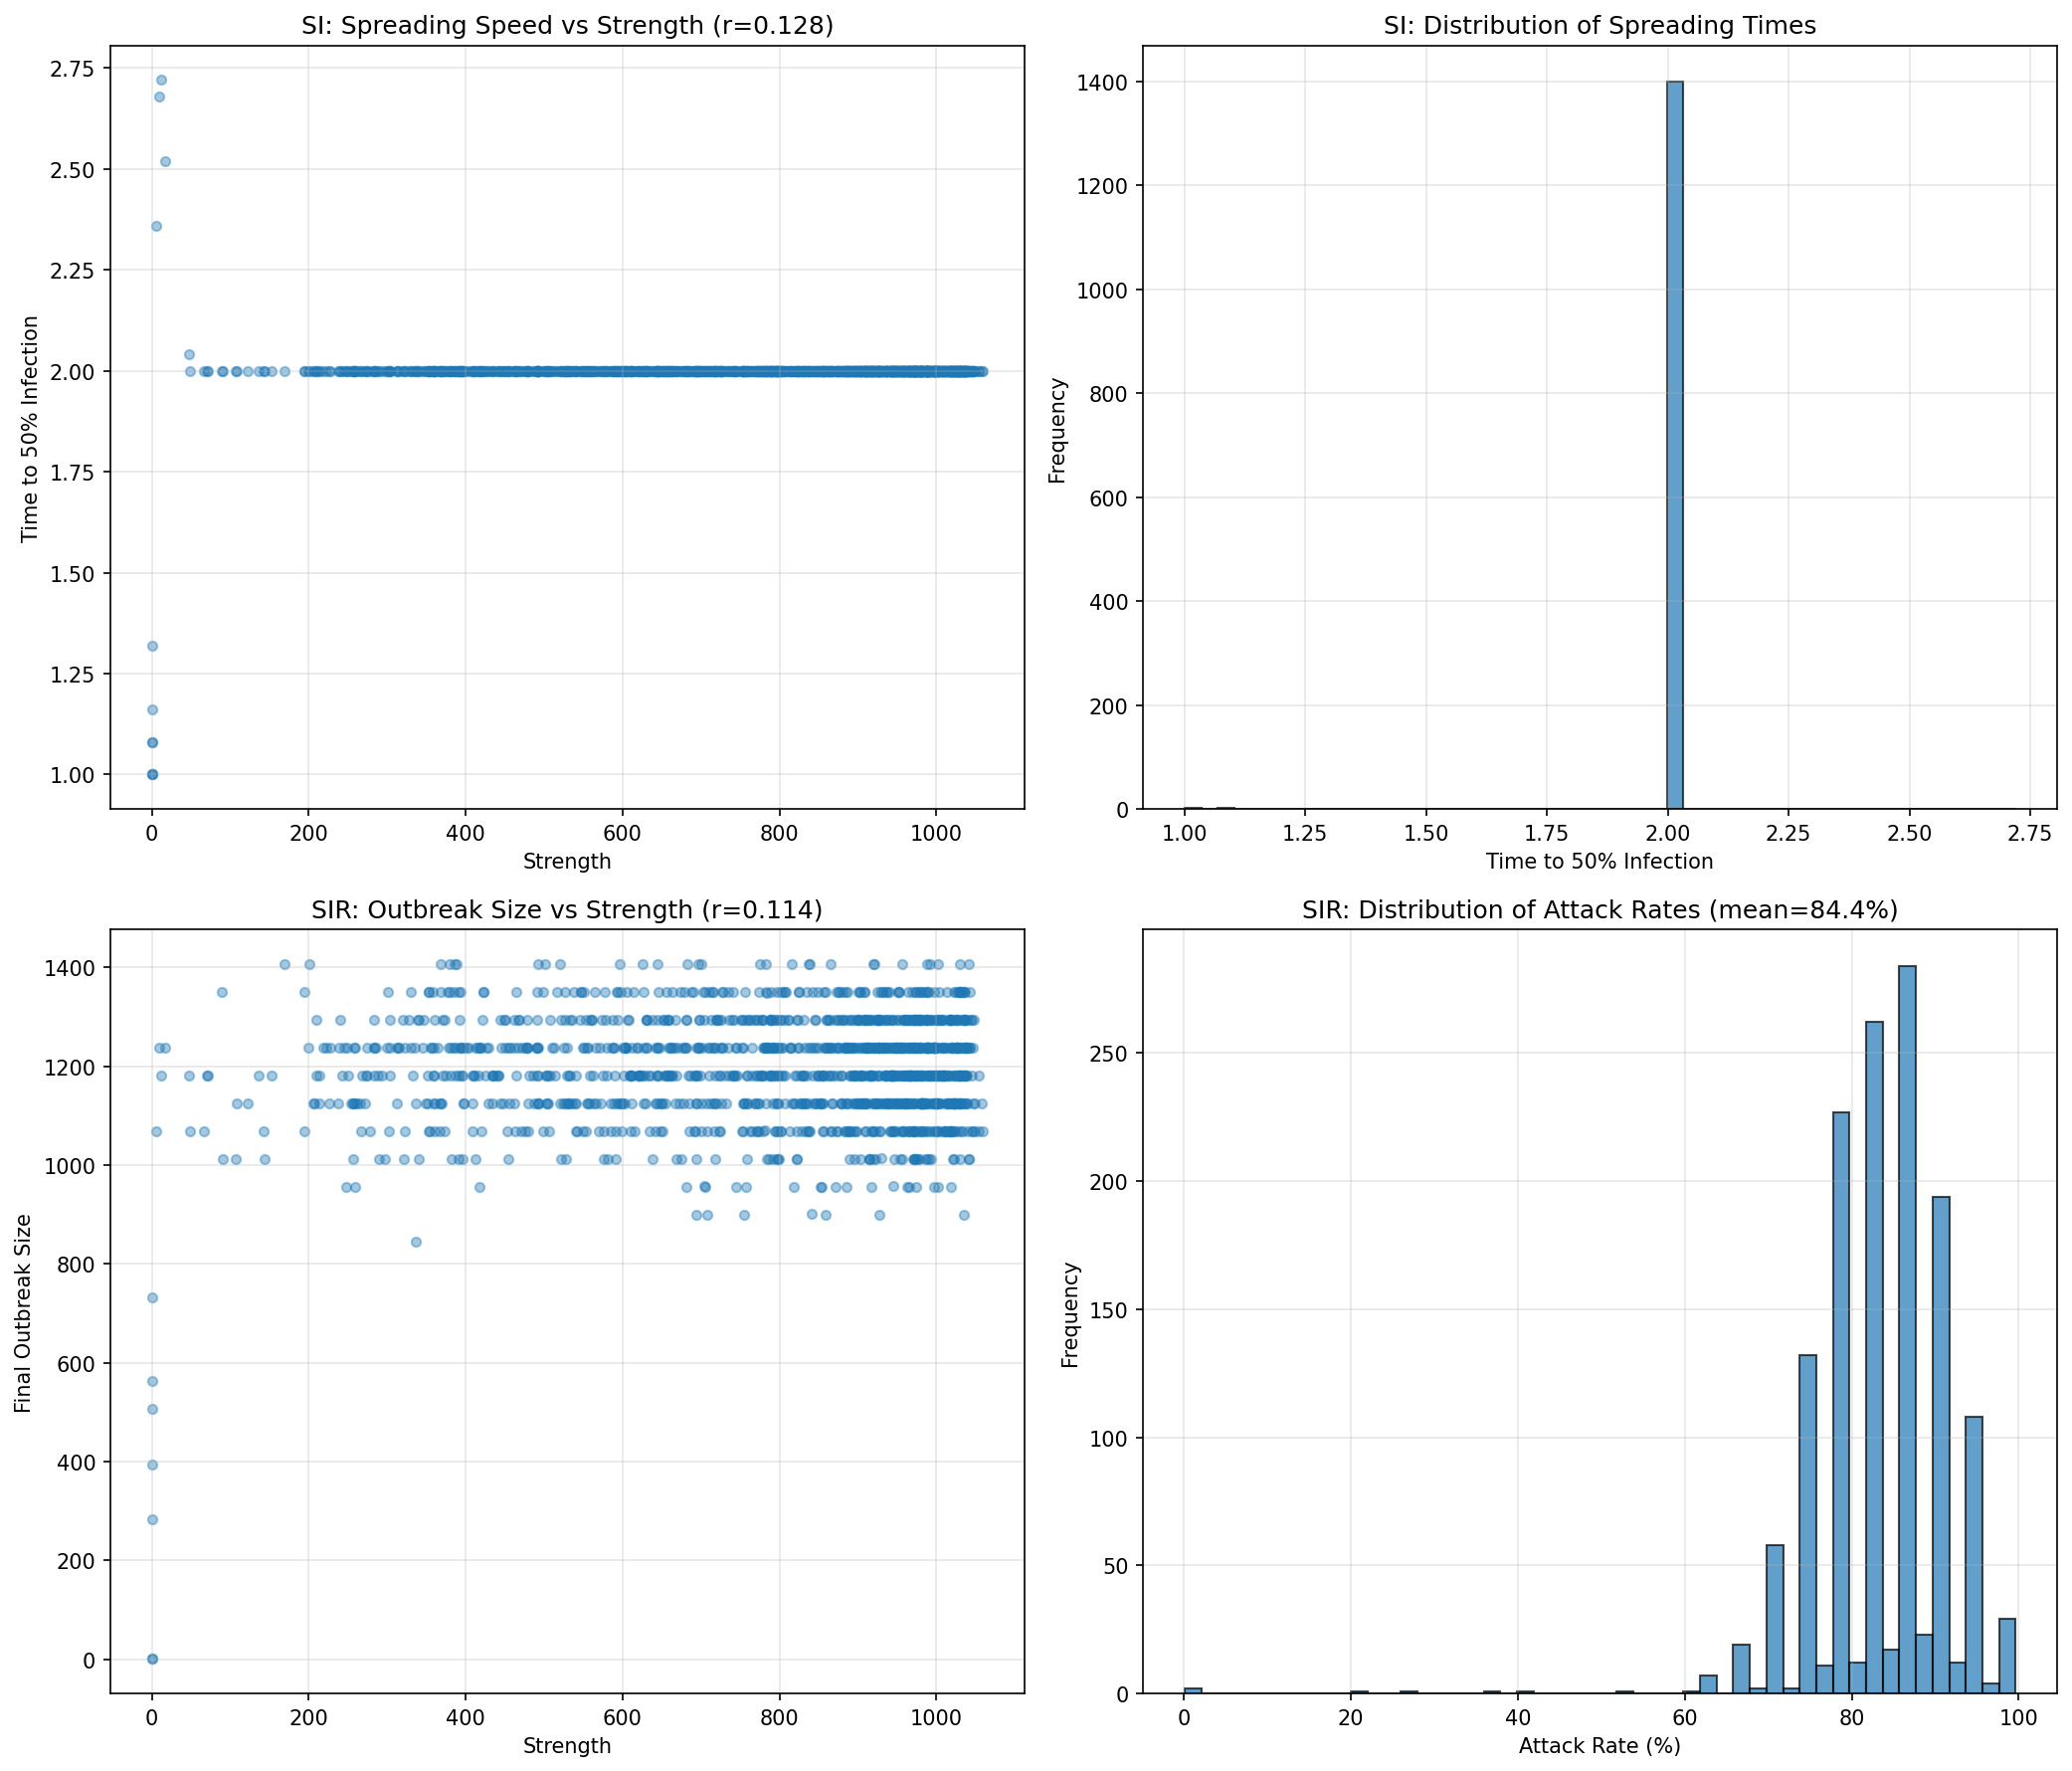 SI: Spreading Speed vs Strength (r=0.128)
2.75
2.50
2.25
2.00
1.75
1.50
1.25
1.00
Time to 50% Infection
0 200 400 600 800 1000
Strength
SI: Distribution of Spreading Times
1400
1200
1000
800
600
400
200
0
Frequency
1.00 1.25 1.50 1.75 2.00 2.25 2.50 2.75
Time to 50% Infection
SIR: Outbreak Size vs Strength (r=0.114)
1400
1200
1000
800
600
400
200
0
Final Outbreak Size
0 200 400 600 800 1000
Strength
SIR: Distribution of Attack Rates (mean=84.4%)
250
200
150
100
50
0
Frequency
0 20 40 60 80 100
Attack Rate (%)